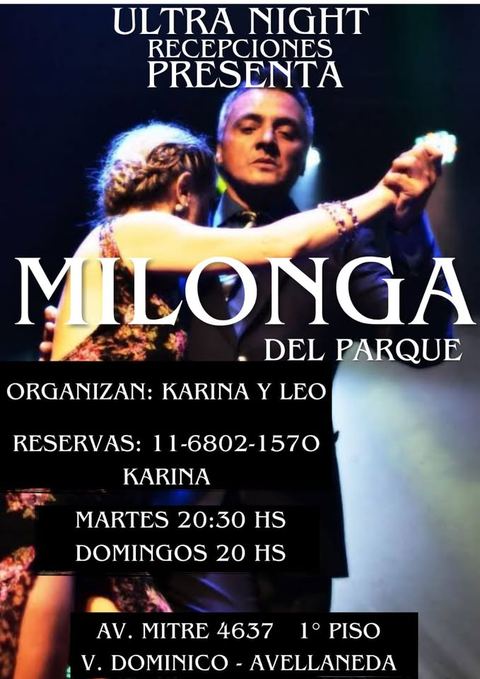 ULTRA NIGHT
RECEPCIONES
PRESENTA
MILONGA
DEL PARQUE
ORGANIZAN: KARINA Y LEO
RESERVAS: 11-6802-1570
KARINA
MARTES 20:30 HS
DOMINGOS 20 HS
AV. MITRE 4637 1° PISO
V. DOMINICO - AVELLANEDA